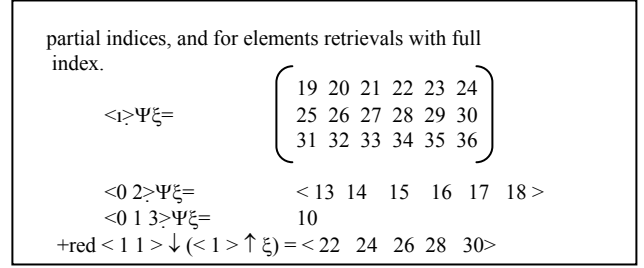 partial indices, and for elements retrievals with full
index.
19 20 21 22 23 24
<ı>Ψξ= 25 26 27 28 29 30
31 32 33 34 35 36
<0 2>Ψξ= < 13 14 15 16 17 18 >
<0 1 3>Ψξ= 10
+red < 1 1 > ↓ (< 1 > ↑ ξ) = < 22 24 26 28 30>